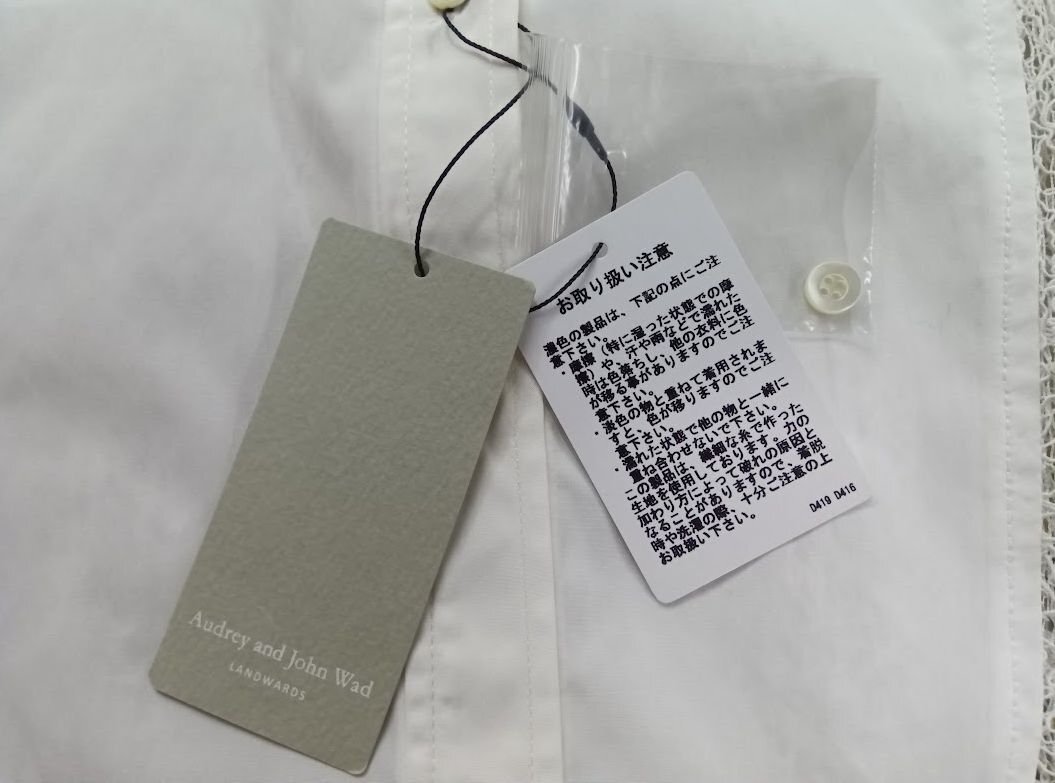 Audrey and John Wad
LANDWARDS
お取り扱い注意
濃色の製品は、下記の点にご注
意下さい。
・摩擦（特に湿った状態での摩
擦）や、汗や雨などで濡れた
時は色落ちし、他の衣料に色
が移る事がありますのでご注
意下さい。
・淡色の物と重ねて着用されま
すと、色が移りますのでご注
意下さい。
・濡れた状態で他の物と一緒に
重ね合わせないで下さい。
この製品は、繊細な糸で作った
生地を使用しております。力の
加わり方によって破れの原因と
なることがありますので、着脱
時や洗濯の際、十分ご注意の上
お取扱い下さい。
D419 D416